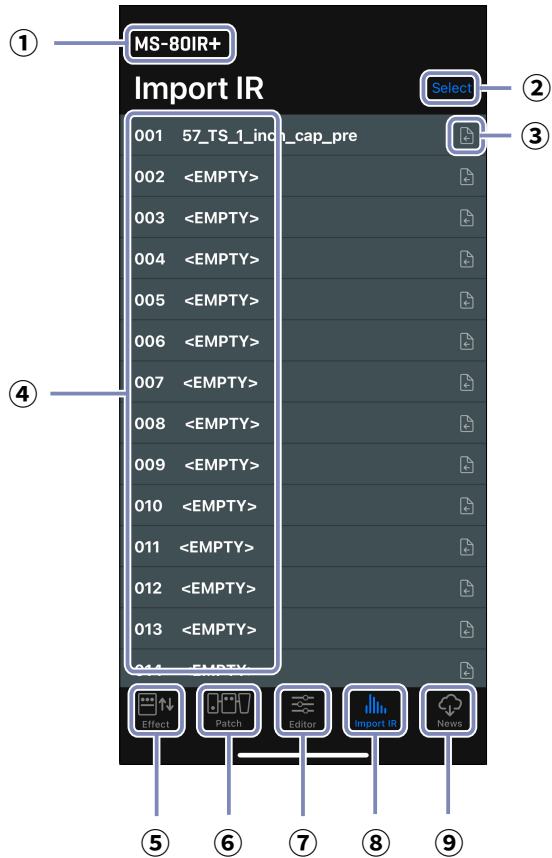 ① MS-80IR+
Import IR Select ②
001 57_TS_1_inch_cap_pre ③
002 <EMPTY>
003 <EMPTY>
004 <EMPTY>
005 <EMPTY>
006 <EMPTY>
④ 007 <EMPTY>
008 <EMPTY>
009 <EMPTY>
010 <EMPTY>
011 <EMPTY>
012 <EMPTY>
013 <EMPTY>
014 <EMPTY>
Effect Patch Editor Import IR News
⑤ ⑥ ⑦ ⑧ ⑨